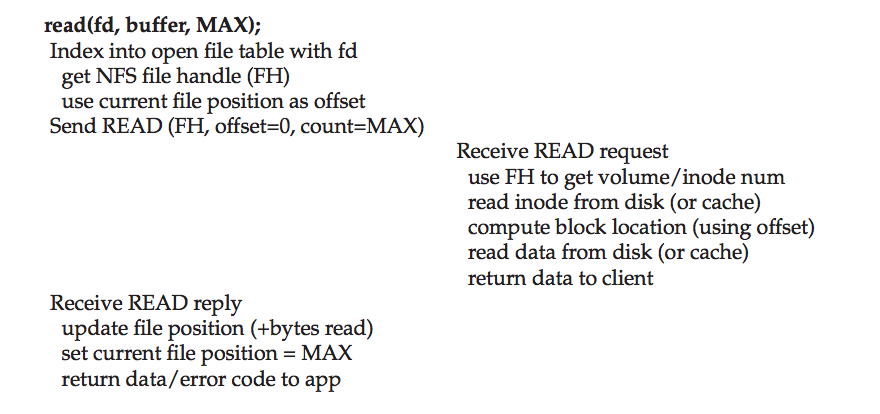 read(fd, buffer, MAX);
Index into open file table with fd
get NFS file handle (FH)
use current file position as offset
Send READ (FH, offset=0, count=MAX)
Receive READ request
use FH to get volume/inode num
read inode from disk (or cache)
compute block location (using offset)
read data from disk (or cache)
return data to client
Receive READ reply
update file position (+bytes read)
set current file position = MAX
return data/error code to app